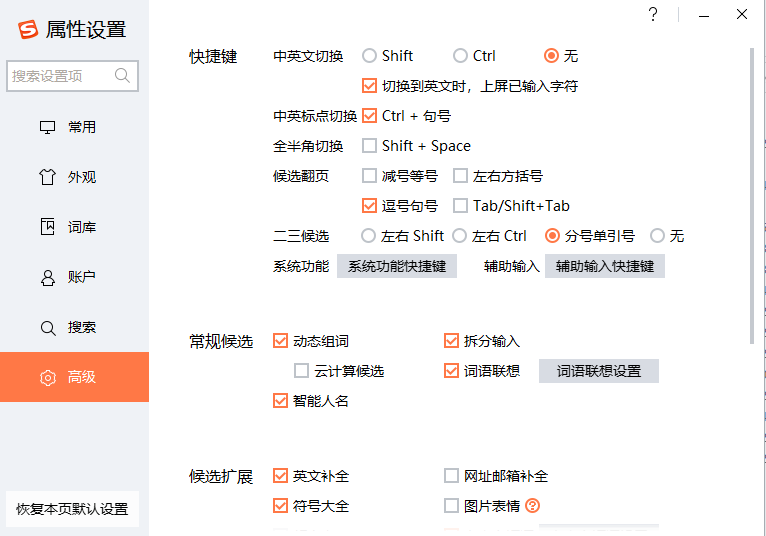 属性设置
搜索设置项
常用
外观
词库
账户
搜索
高级
恢复本页默认设置
?
快捷键
中英文切换 Shift Ctrl 无
切换到英文时，上屏已输入字符
中英标点切换 Ctrl + 句号
全半角切换 Shift + Space
候选翻页 减号等号 左右方括号
逗号句号 Tab/Shift+Tab
二三候选 左右 Shift 左右 Ctrl 分号单引号 无
系统功能 系统功能快捷键 辅助输入 辅助输入快捷键
常规候选 动态组词 拆分输入
云计算候选 词语联想 词语联想设置
智能人名
候选扩展 英文补全 网址邮箱补全
符号大全 图片表情 ?